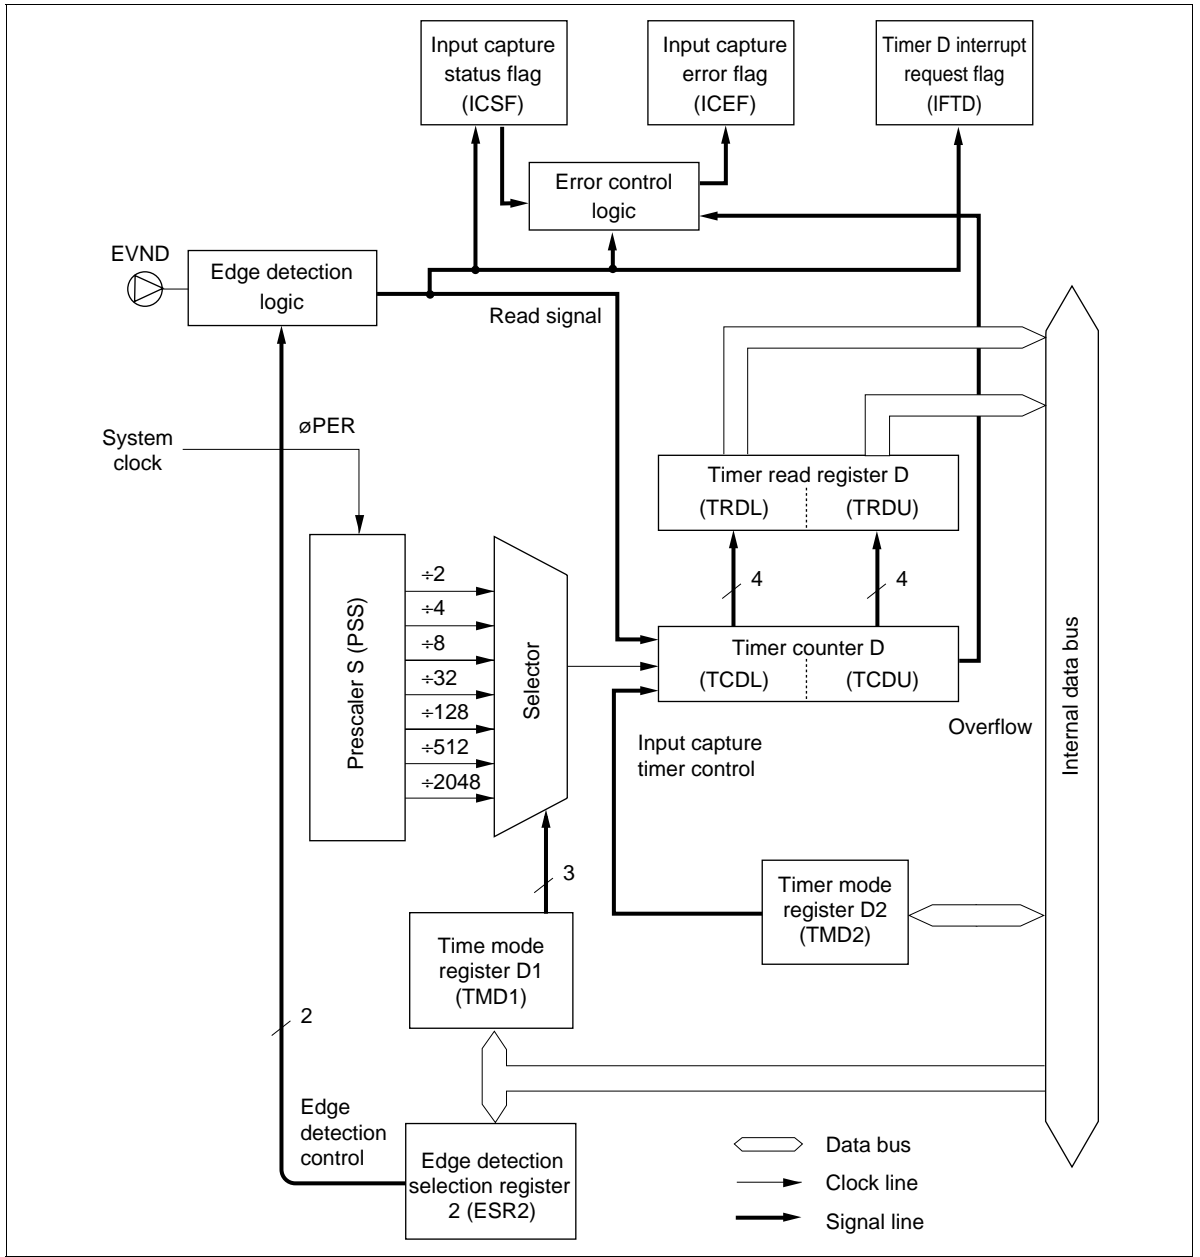 Input capture
status flag
(ICSF)
Input capture
error flag
(ICEF)
Timer D interrupt
request flag
(IFTD)
Error control
logic
EVND
Edge detection
logic
Read signal
øPER
System
clock
Timer read register D
(TRDL)
(TRDU)
4
4
Prescaler S (PSS)
÷2
÷4
÷8
÷32
÷128
÷512
÷2048
Selector
Timer counter D
(TCDL)
(TCDU)
Internal data bus
Overflow
Input capture
timer control
3
Timer mode
register D2
(TMD2)
Time mode
register D1
(TMD1)
2
Edge
detection
control
Edge detection
selection register
2 (ESR2)
Data bus
Clock line
Signal line